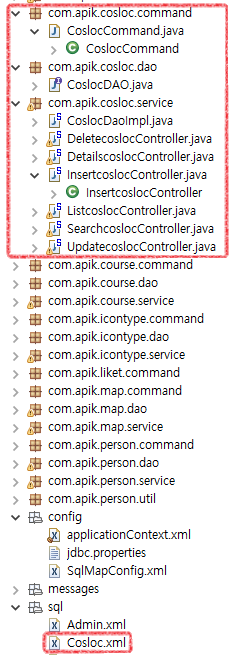 com.apik.cosloc.command
CoslocCommand.java
CoslocCommand
com.apik.cosloc.dao
CoslocDAO.java
com.apik.cosloc.service
CoslocDaoImpl.java
DeletecoslocController.java
DetailscoslocController.java
InsertcoslocController.java
InsertcoslocController
ListcoslocController.java
SearchcoslocController.java
UpdatecoslocController.java
com.apik.course.command
com.apik.course.dao
com.apik.course.service
com.apik.icontype.command
com.apik.icontype.dao
com.apik.icontype.service
com.apik.liket.command
com.apik.map.command
com.apik.map.dao
com.apik.map.service
com.apik.person.command
com.apik.person.dao
com.apik.person.service
com.apik.person.util
config
applicationContext.xml
jdbc.properties
SqlMapConfig.xml
messages
sql
Admin.xml
Cosloc.xml